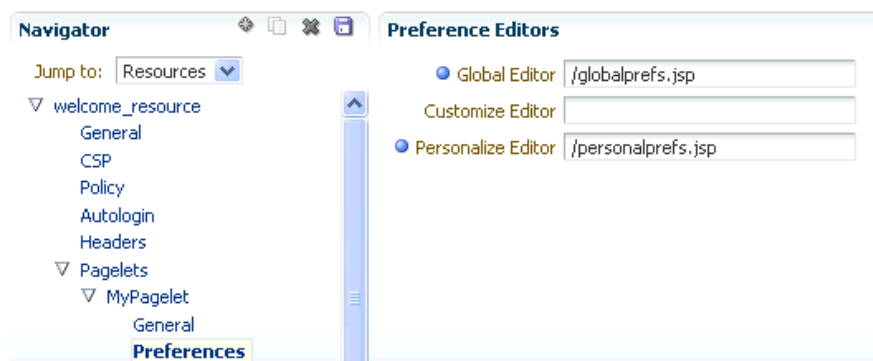 Navigator
Jump to: Resources
welcome_resource
General
CSP
Policy
Autologin
Headers
Pagelets
MyPagelet
General
Preferences
Preference Editors
Global Editor /globalprefs.jsp
Customize Editor
Personalize Editor /personalprefs.jsp